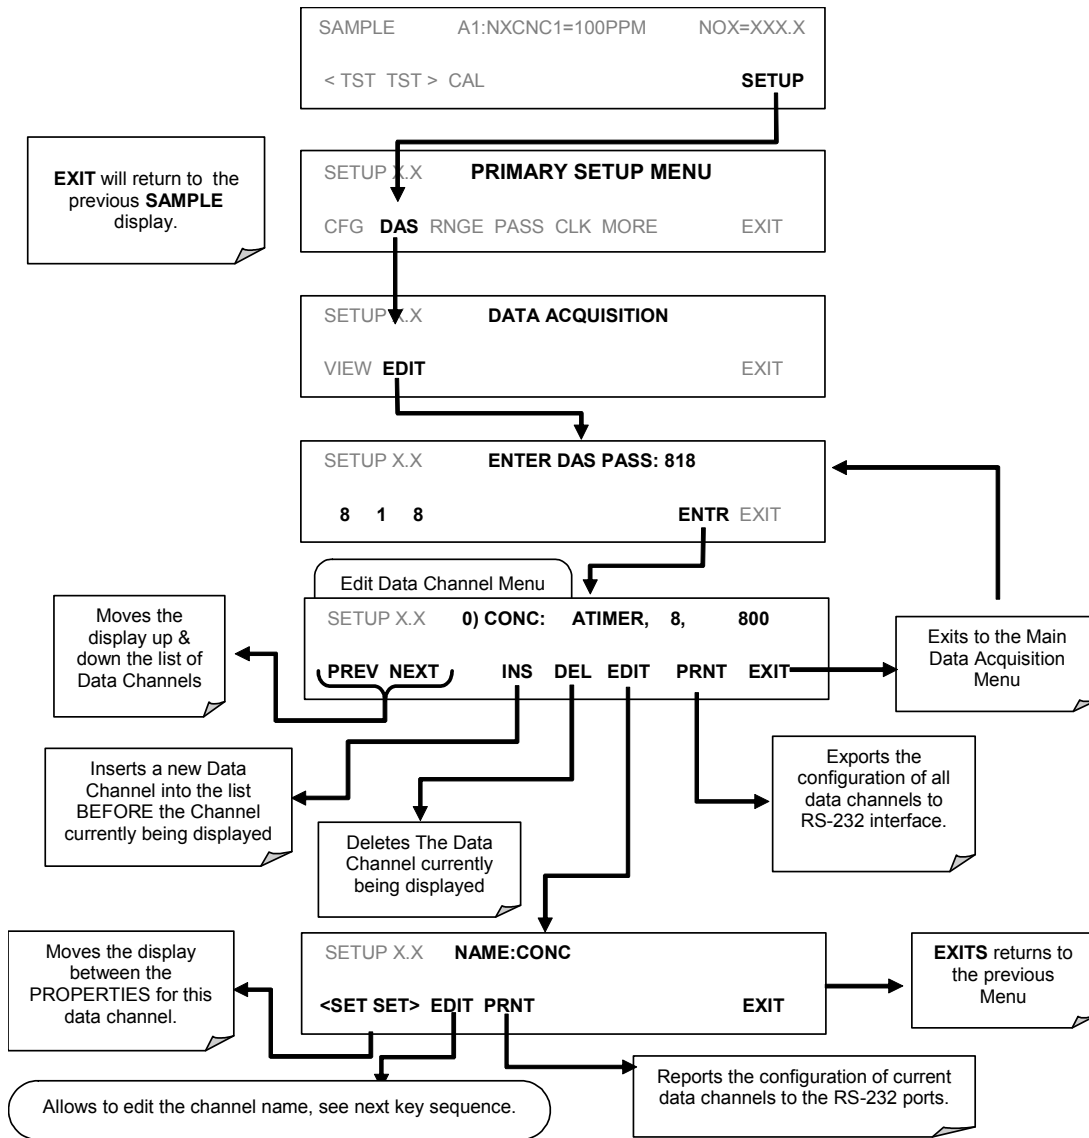 SAMPLE A1:NXCNC1=100PPM NOX=XXX.X
< TST TST > CAL SETUP
EXIT will return to the
previous SAMPLE
display.
SETUP X.X PRIMARY SETUP MENU
CFG DAS RNGE PASS CLK MORE EXIT
SETUP X.X DATA ACQUISITION
VIEW EDIT EXIT
SETUP X.X ENTER DAS PASS: 818
8 1 8 ENTR EXIT
Edit Data Channel Menu
SETUP X.X 0) CONC: ATIMER, 8, 800
PREV NEXT INS DEL EDIT PRNT EXIT
Moves the
display up &
down the list of
Data Channels
Exits to the Main
Data Acquisition
Menu
Inserts a new Data
Channel into the list
BEFORE the Channel
currently being displayed
Deletes The Data
Channel currently
being displayed
Exports the
configuration of all
data channels to
RS-232 interface.
Moves the display
between the
PROPERTIES for this
data channel.
SETUP X.X NAME:CONC
<SET SET> EDIT PRNT EXIT
EXITS returns to
the previous
Menu
Allows to edit the channel name, see next key sequence.
Reports the configuration of current
data channels to the RS-232 ports.